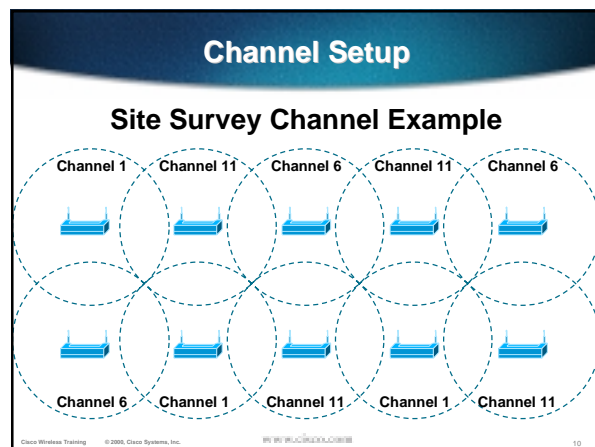 Channel Setup
Site Survey Channel Example
Channel 1 Channel 11 Channel 6 Channel 11 Channel 6
Channel 6 Channel 1 Channel 11 Channel 1 Channel 11
Cisco Wireless Training © 2000, Cisco Systems, Inc. 10